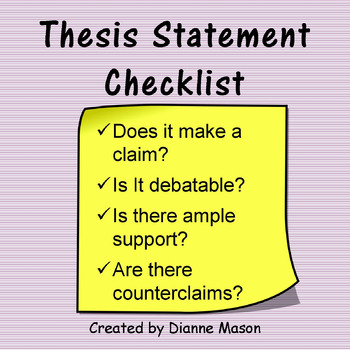 Thesis Statement
Checklist
✓Does it make a
claim?
✓Is It debatable?
✓Is there ample
support?
✓Are there
counterclaims?
Created by Dianne Mason